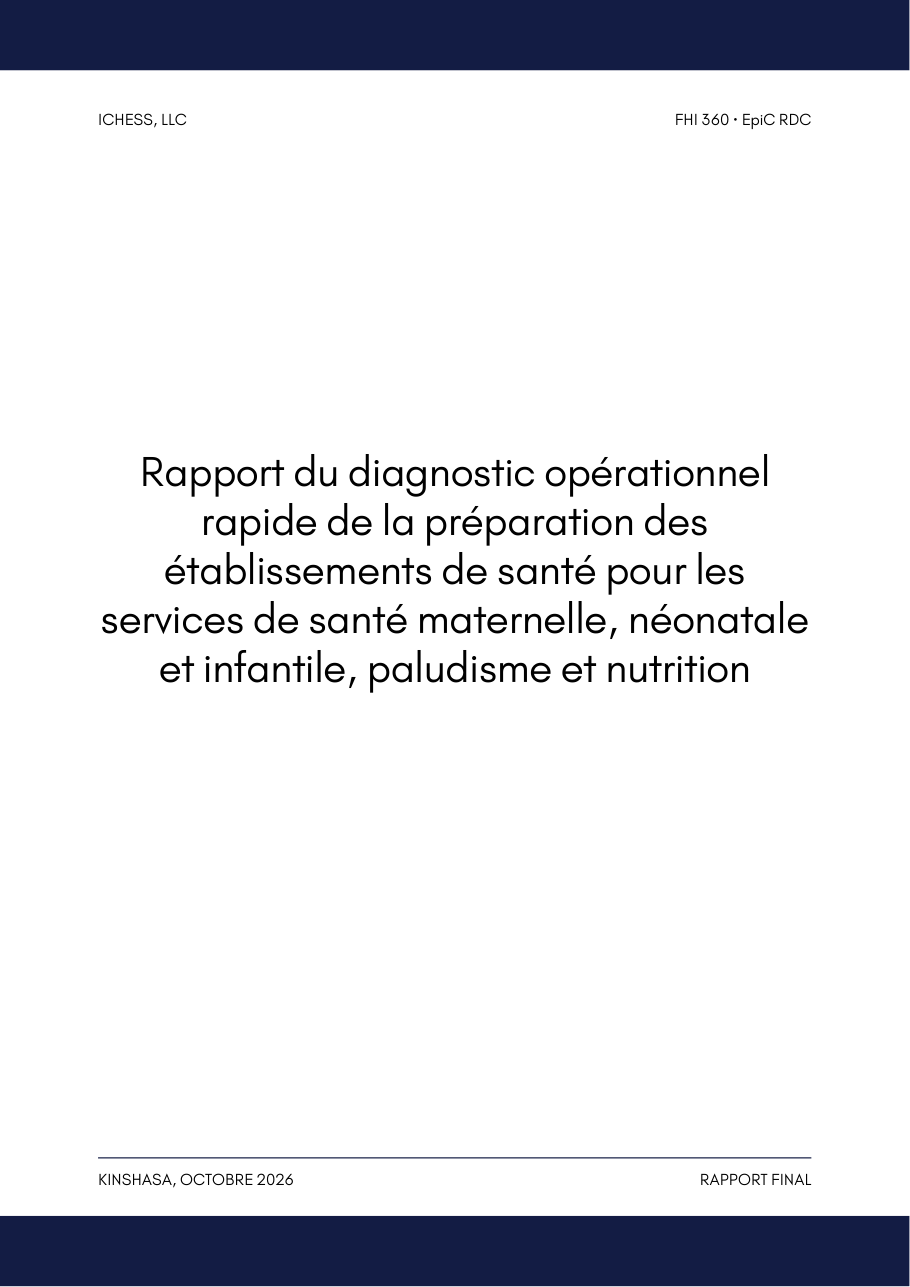 ICHESS, LLC
FHI 360 • EpiC RDC
Rapport du diagnostic opérationnel
rapide de la préparation des
établissements de santé pour les
services de santé maternelle, néonatale
et infantile, paludisme et nutrition
KINSHASA, OCTOBRE 2026
RAPPORT FINAL